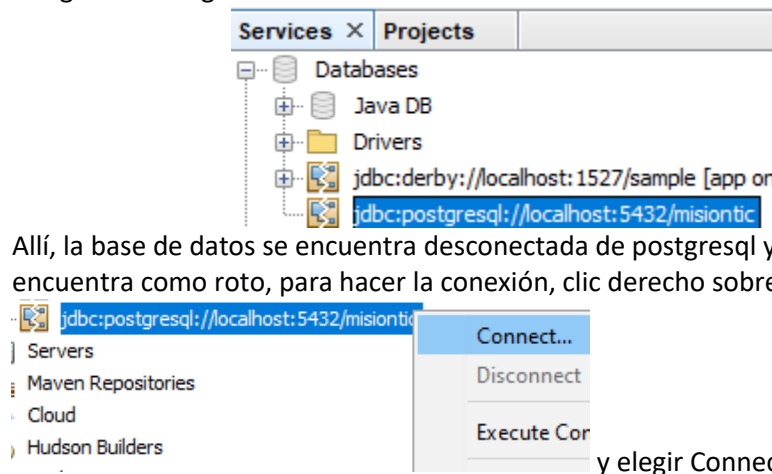 Services × Projects
Databases
Java DB
Drivers
jdbc:derby://localhost:1527/sample [app on
jdbc:postgresql://localhost:5432/misiontic
Allí, la base de datos se encuentra desconectada de postgresql y
encuentra como roto, para hacer la conexión, clic derecho sobre
jdbc:postgresql://localhost:5432/misiontic
Connect...
Servers
Disconnect
Maven Repositories
Cloud
Execute Con
Hudson Builders
y elegir Connec